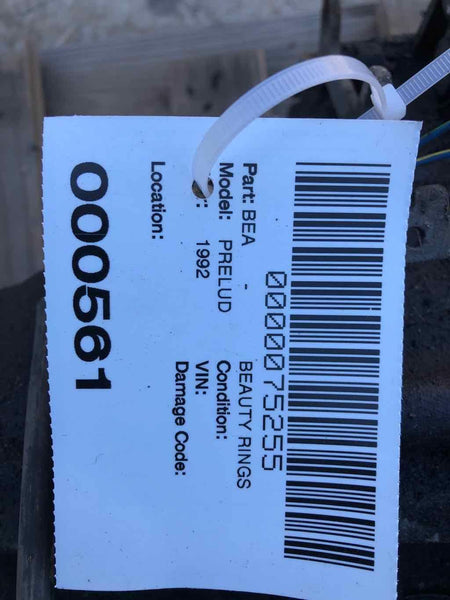 0000075255
Part: BEA - BEAUTY RINGS
Model: PRELUD Condition:
r: 1992 VIN:
Damage Code:
Location:
000561